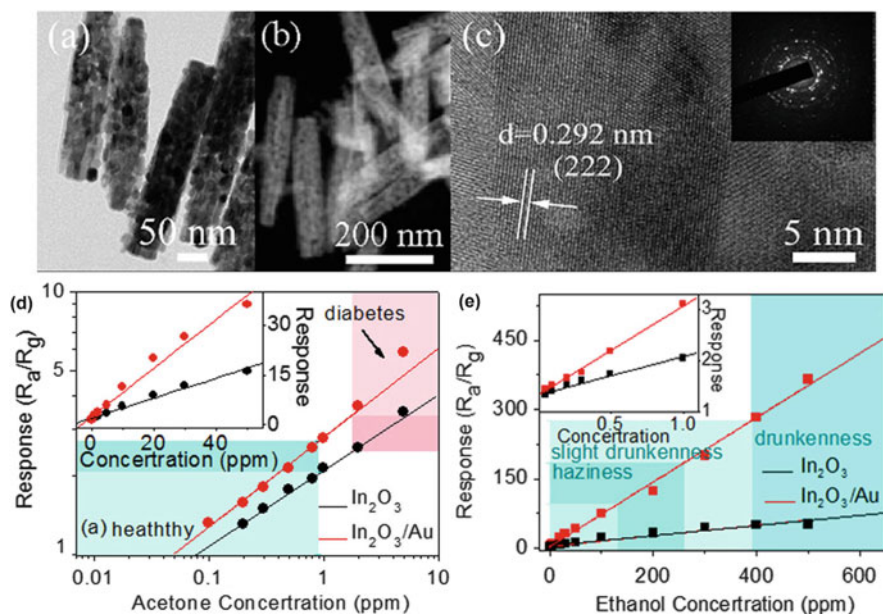 (a)
50 nm
(b)
200 nm
(c)
d=0.292 nm
(222)
5 nm
(d)
10
5
1
Response (Ra/Rg)
0.01
0.1
1
10
Acetone Concertration (ppm)
36
15
0
Response
0
20
40
Concertration (ppm)
diabetes
(a) heaththy
In2O3
In2O3/Au
(e)
450
300
150
0
Response (Ra/Rg)
0
200
400
600
Ethanol Concertration (ppm)
3
2
1
Response
0.5
1.0
Concertration
slight drunkenness
haziness
drunkenness
In2O3
In2O3/Au